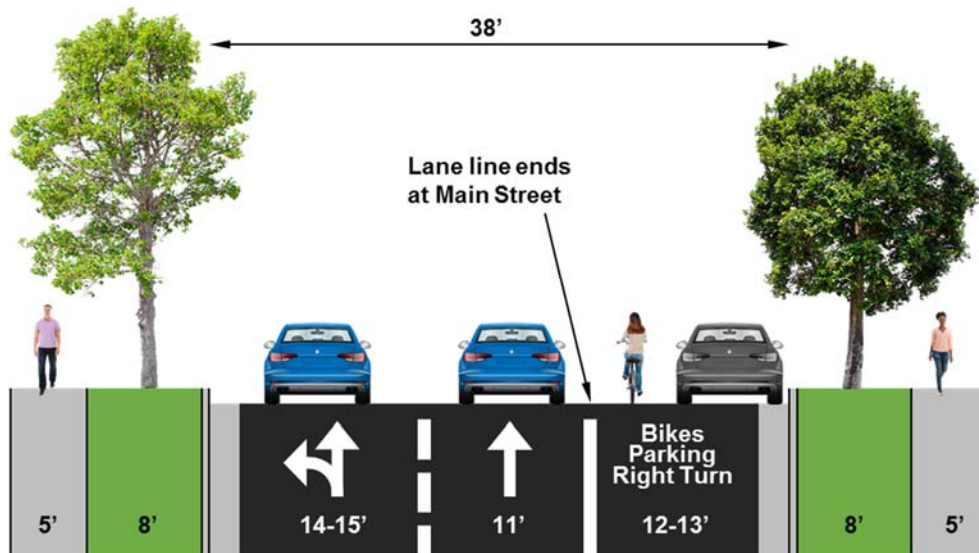 38’
Lane line ends
at Main Street
Bikes
Parking
Right Turn
5’
8’
14-15’
11’
12-13’
8’
5’